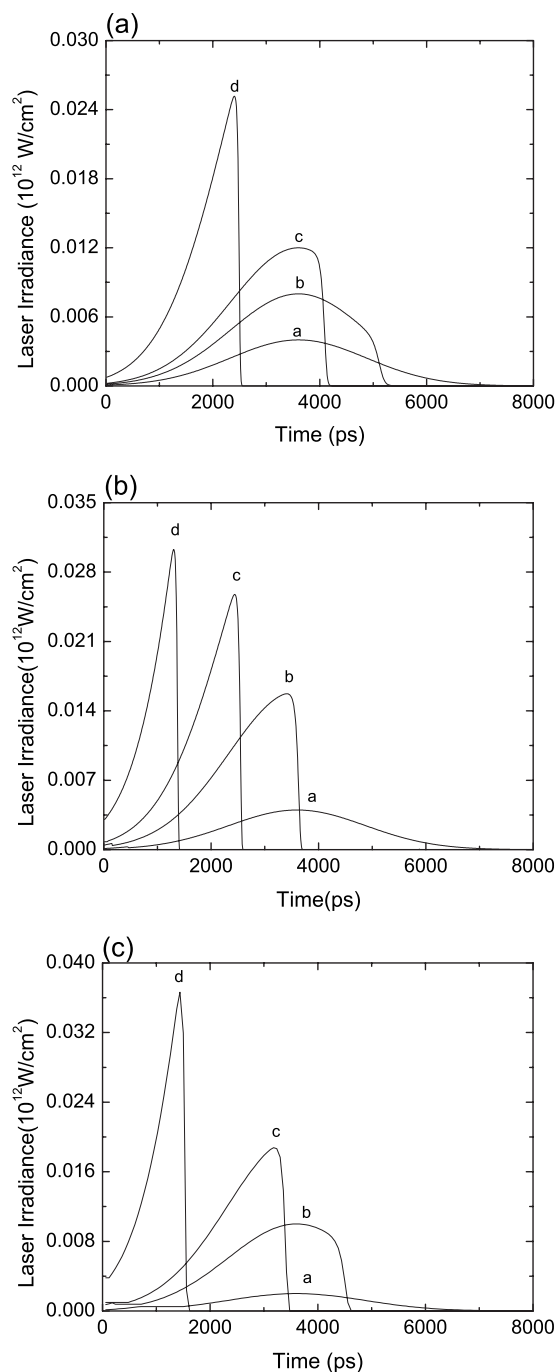 (a)
0.030
0.024
0.018
0.012
0.006
0.000
Laser Irradiance (10¹² W/cm²)
d
c
b
a
0 2000 4000 6000 8000
Time (ps)
(b)
0.035
0.028
0.021
0.014
0.007
0.000
Laser Irradiance(10¹²W/cm²)
d
c
b
a
0 2000 4000 6000 8000
Time(ps)
(c)
0.040
0.032
0.024
0.016
0.008
0.000
Laser Irradiance(10¹²W/cm²)
d
c
b
a
0 2000 4000 6000 8000
Time (ps)